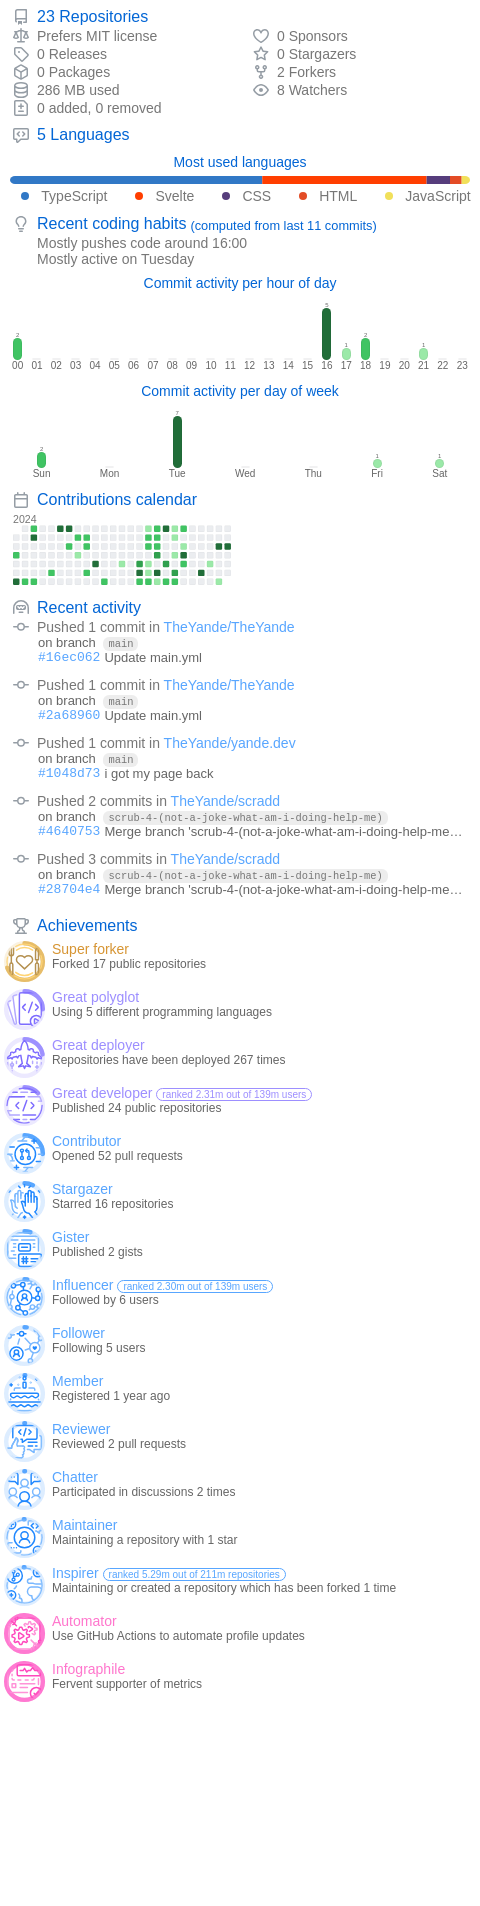 23 Repositories
Prefers MIT license
0 Sponsors
0 Releases
0 Stargazers
0 Packages
2 Forkers
286 MB used
8 Watchers
0 added, 0 removed
5 Languages
Most used languages
TypeScript Svelte CSS HTML JavaScript
Recent coding habits (computed from last 11 commits)
Mostly pushes code around 16:00
Mostly active on Tuesday
Commit activity per hour of day
2 5 1 2 1
00 01 02 03 04 05 06 07 08 09 10 11 12 13 14 15 16 17 18 19 20 21 22 23
Commit activity per day of week
2 7 1 1
Sun Mon Tue Wed Thu Fri Sat
Contributions calendar
2024
Recent activity
Pushed 1 commit in TheYande/TheYande
on branch main
#16ec062 Update main.yml
Pushed 1 commit in TheYande/TheYande
on branch main
#2a68960 Update main.yml
Pushed 1 commit in TheYande/yande.dev
on branch main
#1048d73 i got my page back
Pushed 2 commits in TheYande/scradd
on branch scrub-4-(not-a-joke-what-am-i-doing-help-me)
#4640753 Merge branch 'scrub-4-(not-a-joke-what-am-i-doing-help-me…
Pushed 3 commits in TheYande/scradd
on branch scrub-4-(not-a-joke-what-am-i-doing-help-me)
#28704e4 Merge branch 'scrub-4-(not-a-joke-what-am-i-doing-help-me…
Achievements
Super forker
Forked 17 public repositories
Great polyglot
Using 5 different programming languages
Great deployer
Repositories have been deployed 267 times
Great developer ranked 2.31m out of 139m users
Published 24 public repositories
Contributor
Opened 52 pull requests
Stargazer
Starred 16 repositories
Gister
Published 2 gists
Influencer ranked 2.30m out of 139m users
Followed by 6 users
Follower
Following 5 users
Member
Registered 1 year ago
Reviewer
Reviewed 2 pull requests
Chatter
Participated in discussions 2 times
Maintainer
Maintaining a repository with 1 star
Inspirer ranked 5.29m out of 211m repositories
Maintaining or created a repository which has been forked 1 time
Automator
Use GitHub Actions to automate profile updates
Infographile
Fervent supporter of metrics